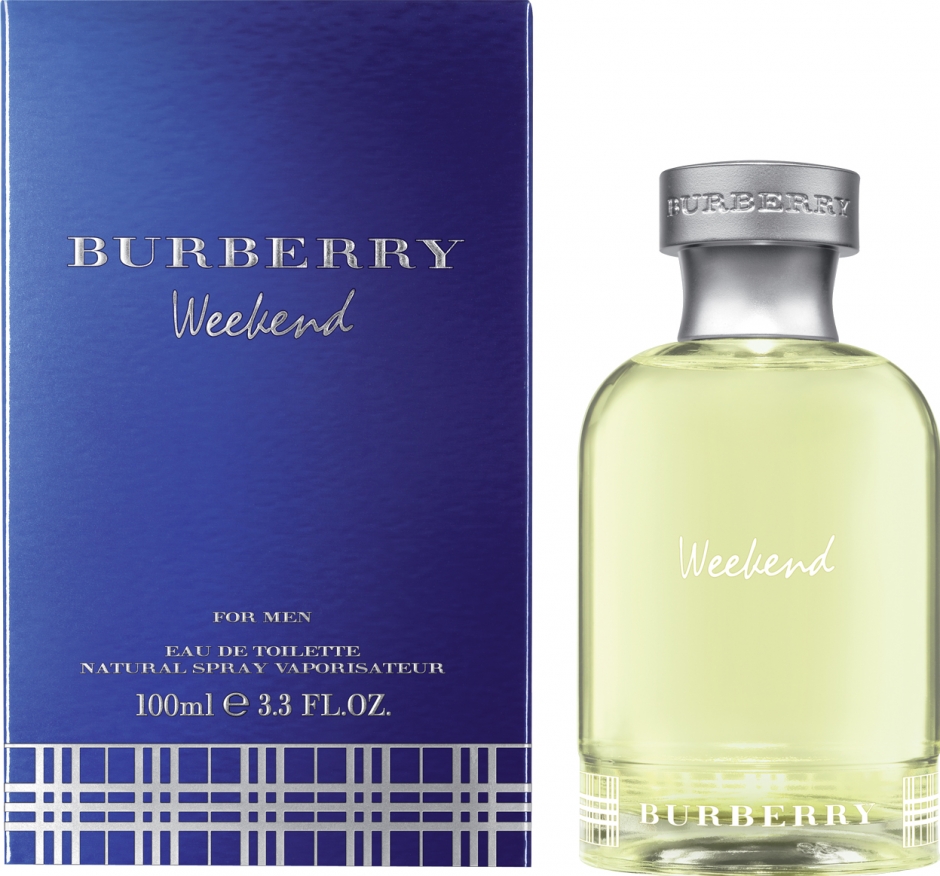 BURBERRY
Weekend
FOR MEN
EAU DE TOILETTE
NATURAL SPRAY VAPORISATEUR
100ml ℮ 3.3 FL.OZ.
BURBERRY
Weekend
BURBERRY